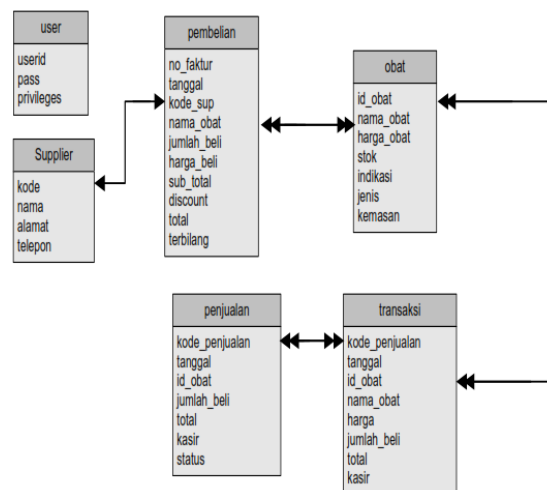 user
userid
pass
privileges
Supplier
kode
nama
alamat
telepon
pembelian
no_faktur
tanggal
kode_sup
nama_obat
jumlah_beli
harga_beli
sub_total
discount
total
terbilang
obat
id_obat
nama_obat
harga_obat
stok
indikasi
jenis
kemasan
penjualan
kode_penjualan
tanggal
id_obat
jumlah_beli
total
kasir
status
transaksi
kode_penjualan
tanggal
id_obat
nama_obat
harga
jumlah_beli
total
kasir